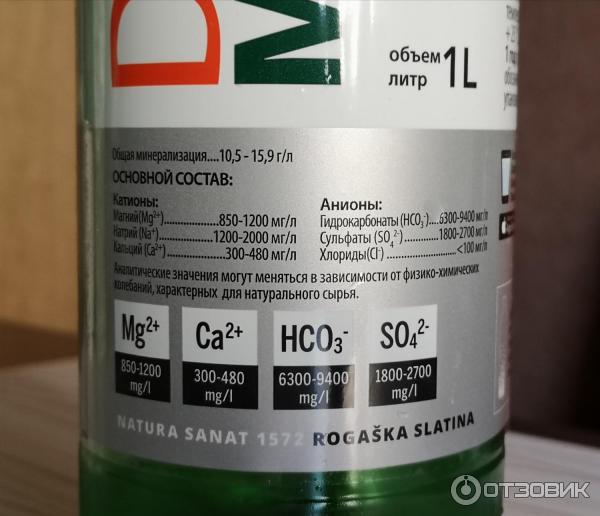 D
M
объем
литр 1L
Общая минерализация....10,5 - 15,9 г/л
ОСНОВНОЙ СОСТАВ:
Катионы:
Магний(Mg²⁺)....................850-1200 мг/л
Натрий (Na⁺)....................1200-2000 мг/л
Кальций (Ca²⁺)....................300-480 мг/л
Анионы:
Гидрокарбонаты (HCO₃⁻)...6300-9400 мг/л
Сульфаты (SO₄²⁻)...............1800-2700 мг/л
Хлориды(Cl⁻)........................<100 мг/л
Аналитические значения могут меняться в зависимости от физико-химических
колебаний, характерных для натурального сырья.
Mg²⁺
850-1200
mg/l
Ca²⁺
300-480
mg/l
HCO₃⁻
6300-9400
mg/l
SO₄²⁻
1800-2700
mg/l
NATURA SANAT 1572 ROGAŠKA SLATINA
ОТЗОВИК